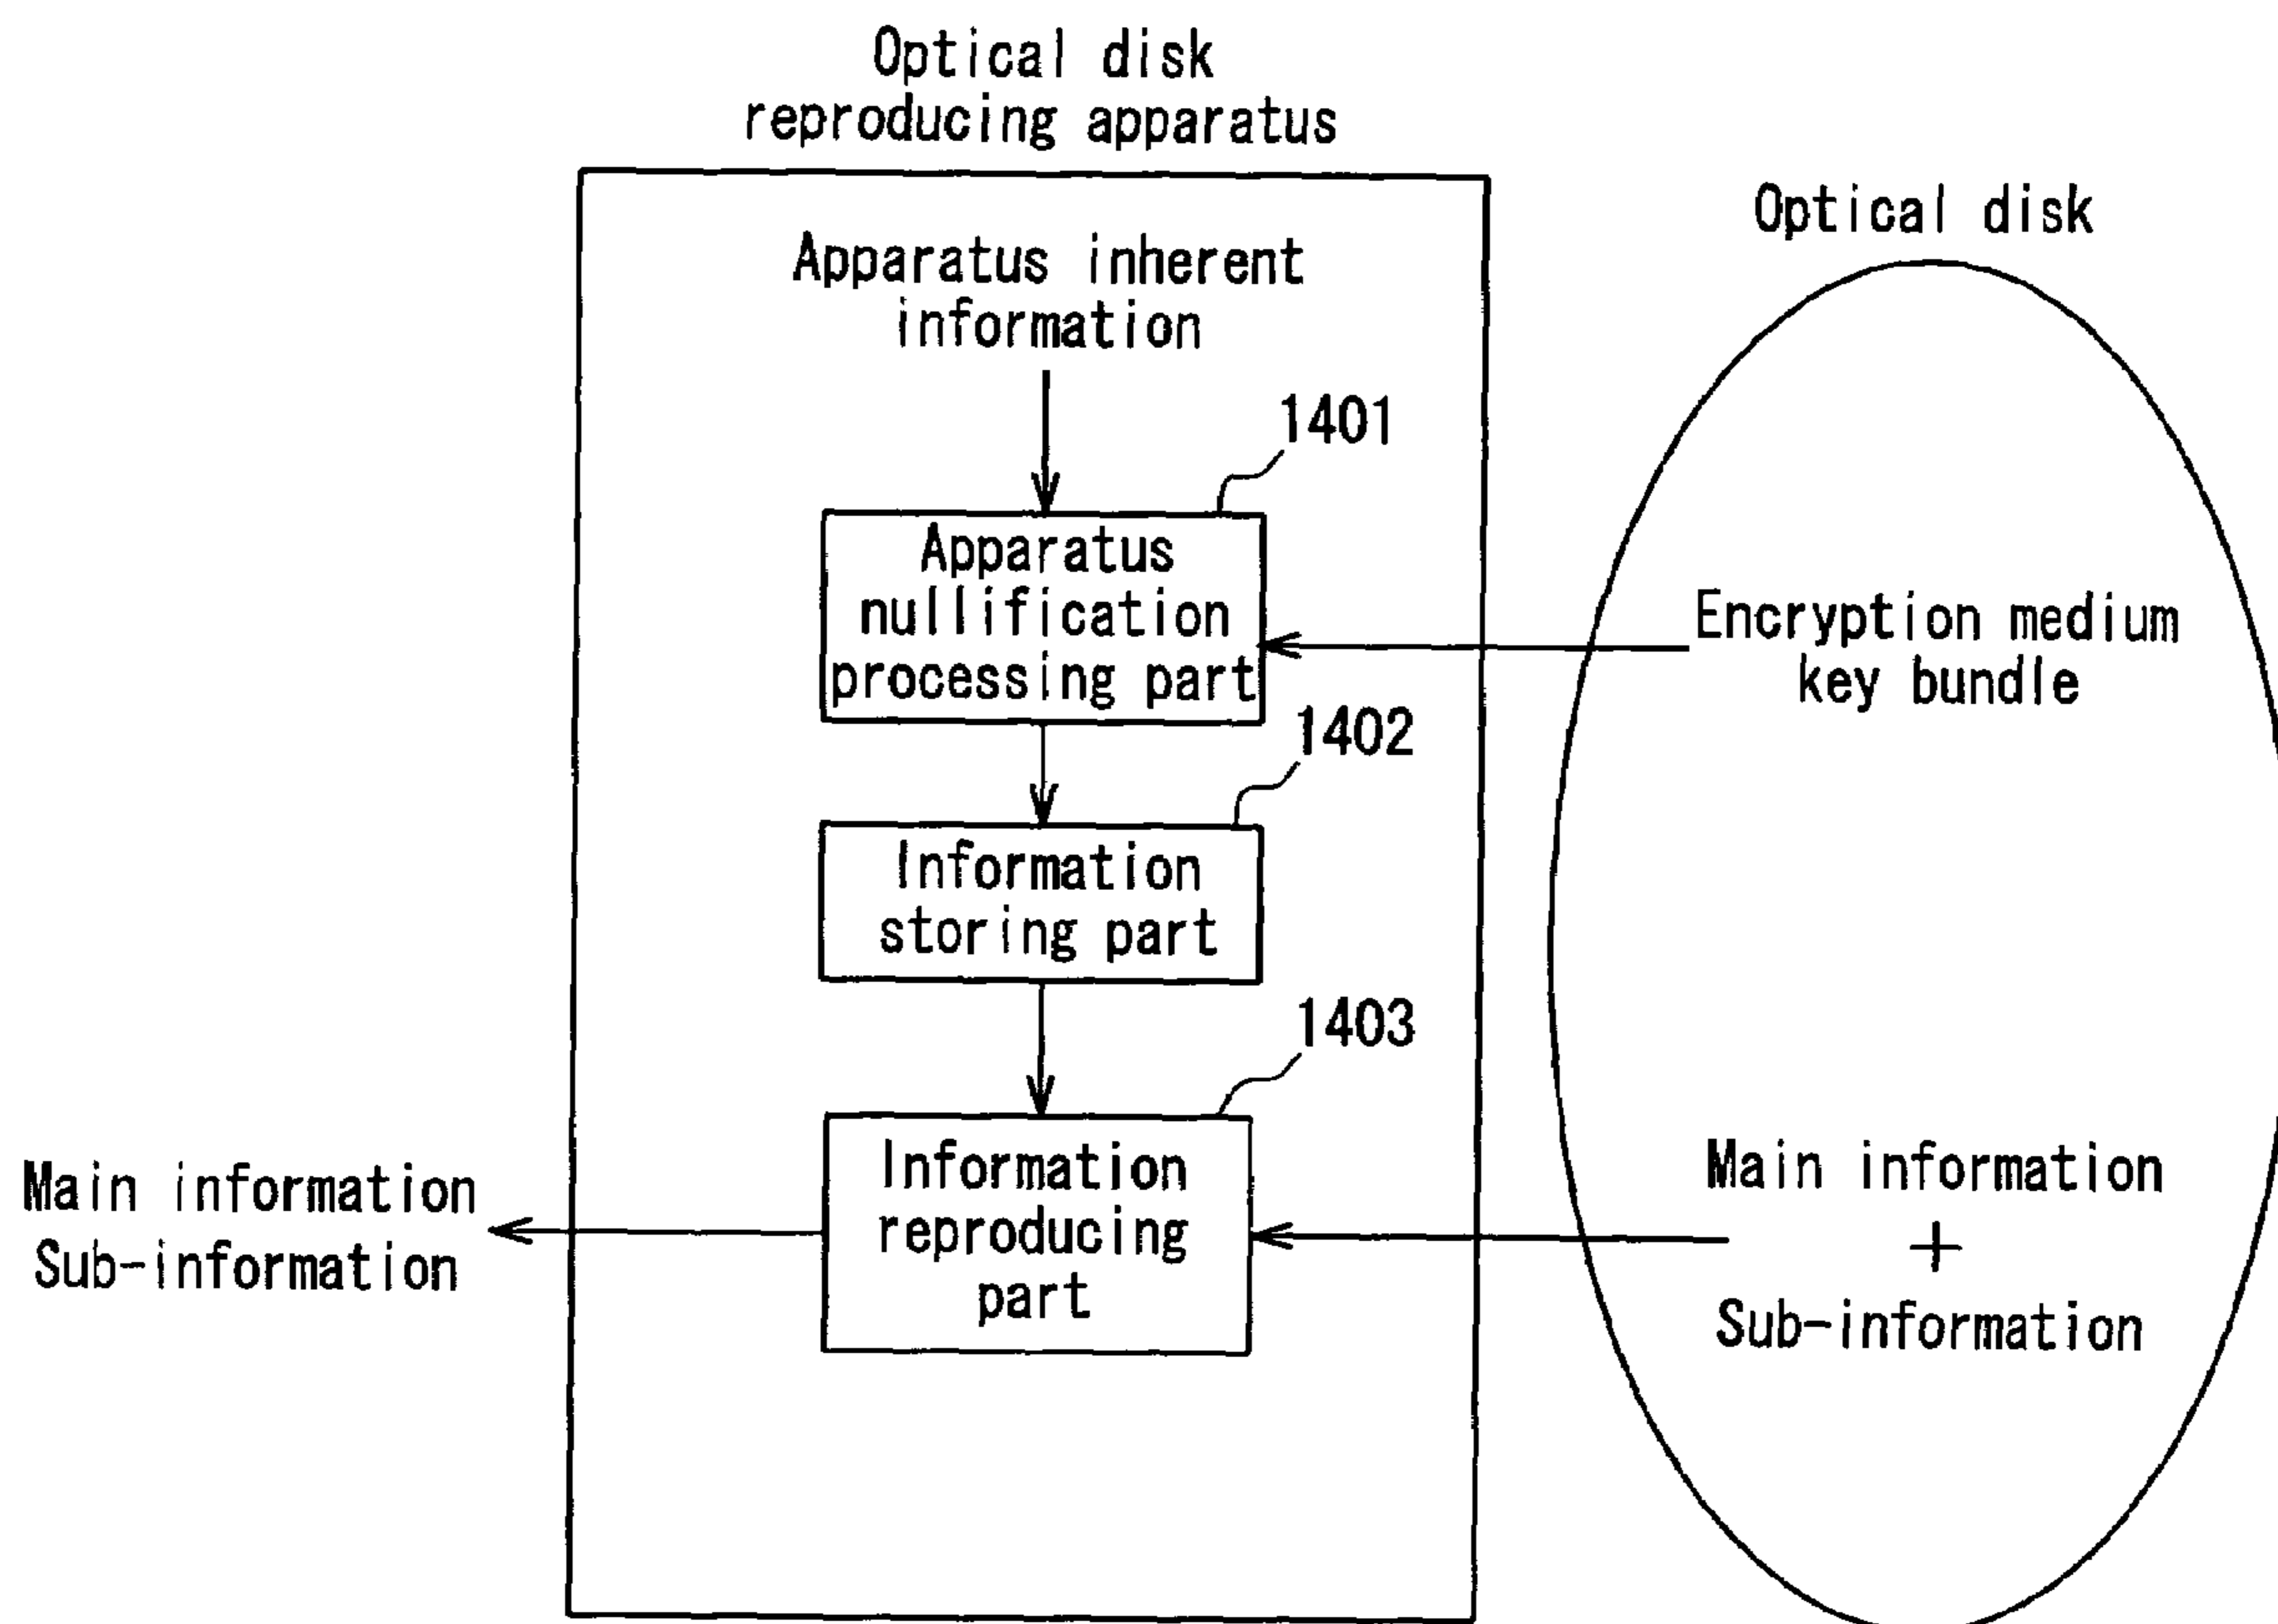 Optical disk
reproducing apparatus
Optical disk
Apparatus inherent
information
1401
Apparatus
nullification
processing part
Encryption medium
key bundle
1402
Information
storing part
1403
Information
reproducing
part
Main information
+
Sub-information
Main information
Sub-information